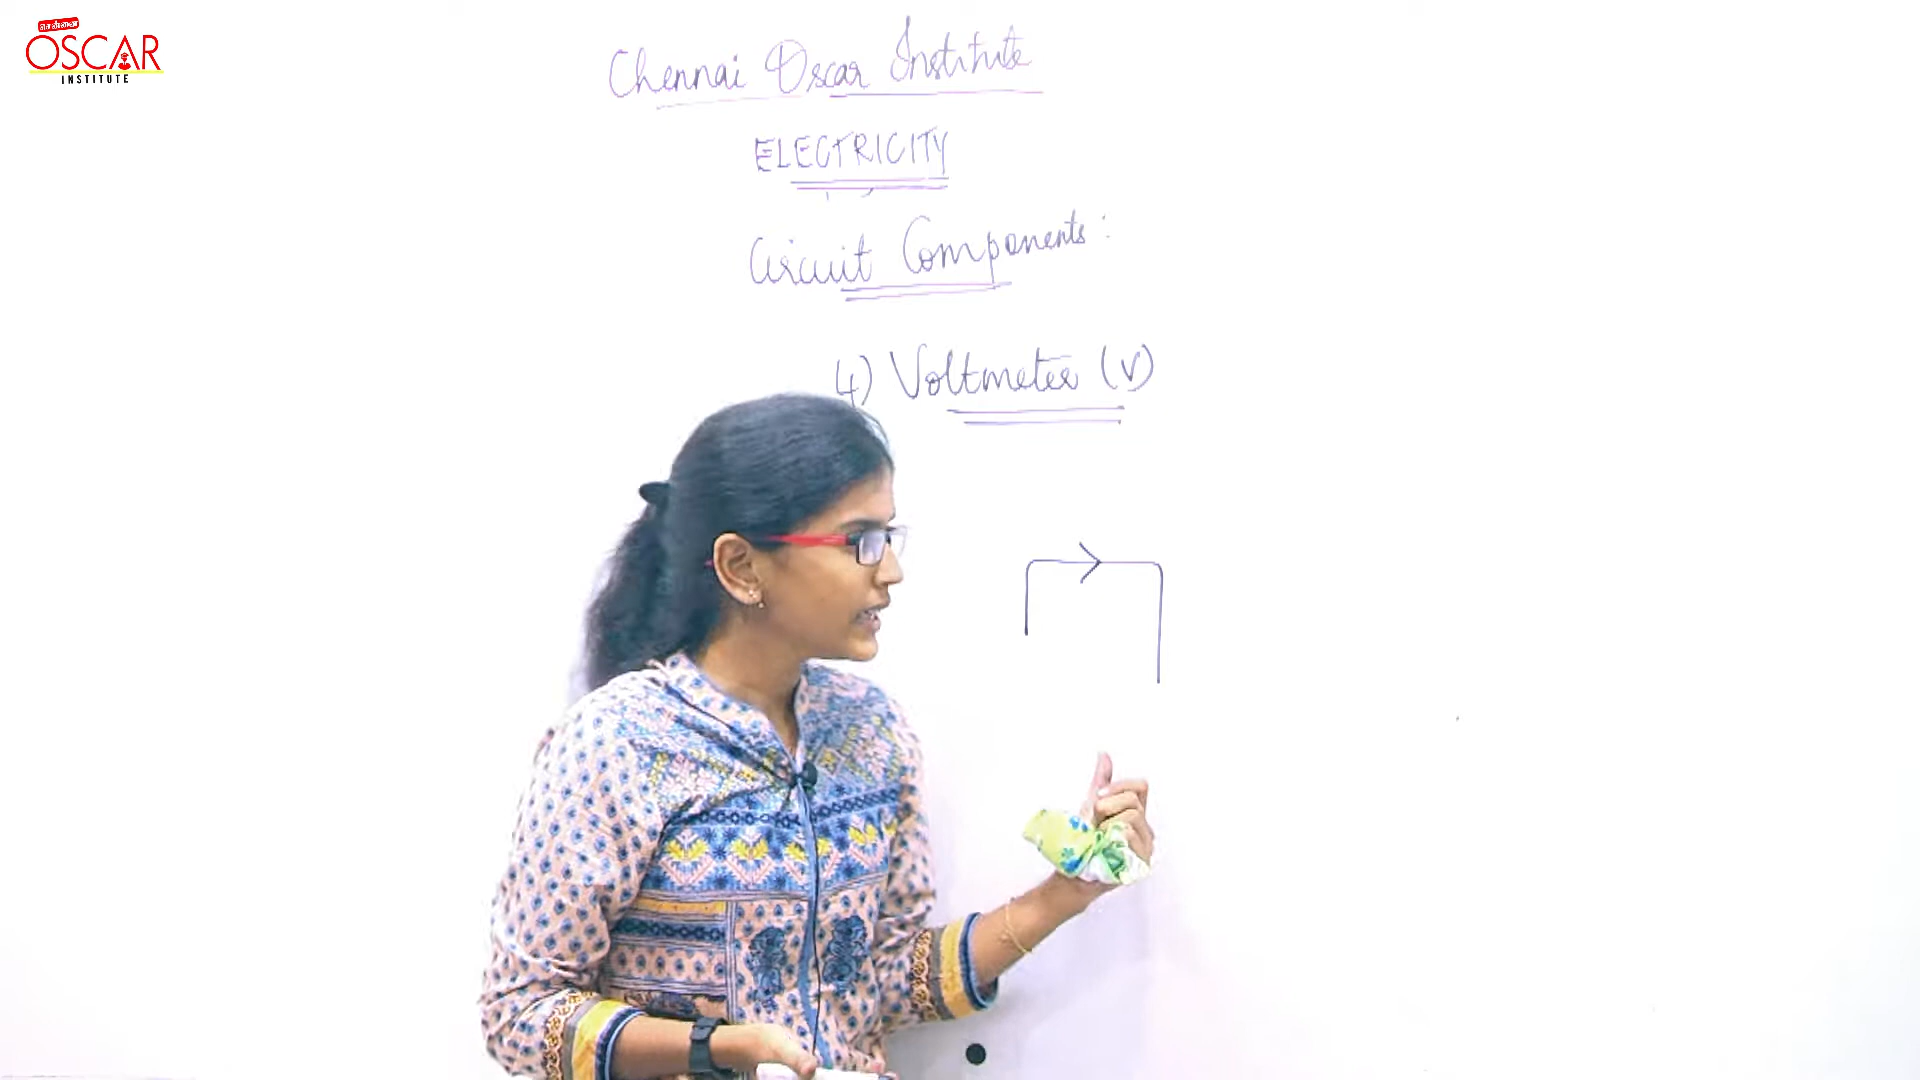 OSCAR
INSTITUTE
Chennai Oscar Institute
ELECTRICITY
Circuit Components:
4) Voltmeter (V)